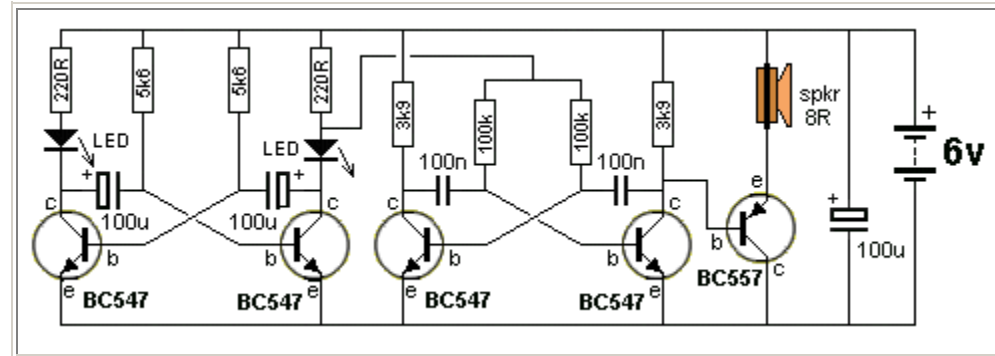 220R
5k6
5k6
220R
3k9
100k
100k
3k9
spkr
8R
+
6v
LED
LED
100n
100n
+
100u
+
100u
+
100u
c
b
e
BC547
c
b
e
BC547
c
b
e
BC547
c
b
e
BC547
e
b
c
BC557